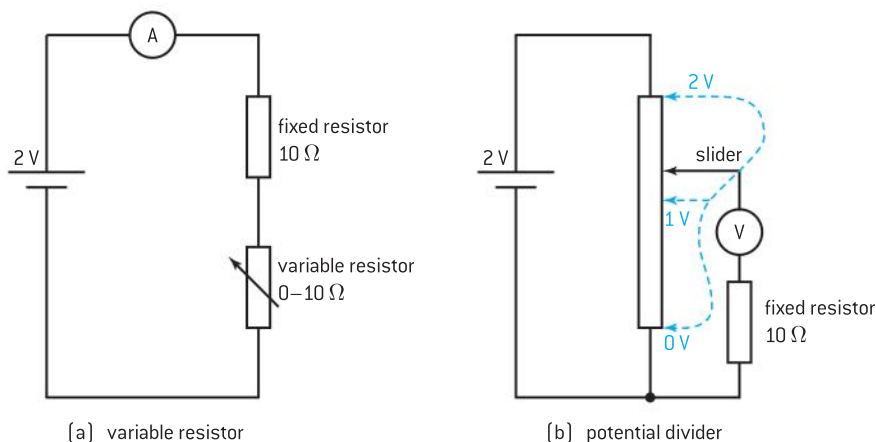 A
fixed resistor
10 Ω
2 V
variable resistor
0–10 Ω
(a) variable resistor
2 V
slider
2 V
1 V
V
fixed resistor
10 Ω
0 V
(b) potential divider